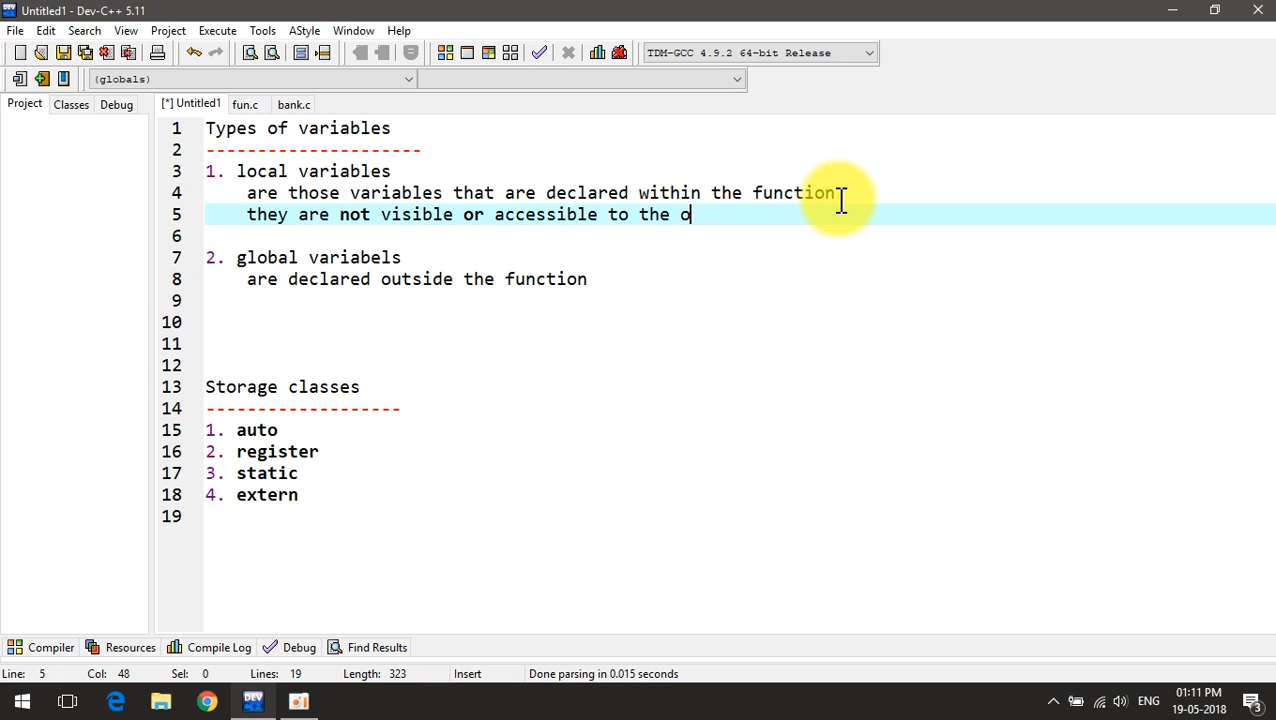 Untitled1 - Dev-C++ 5.11
File Edit Search View Project Execute Tools AStyle Window Help
TDM-GCC 4.9.2 64-bit Release
(globals)
Project Classes Debug [*] Untitled1 fun.c bank.c
1 Types of variables
2 ---------------------
3 1. local variables
4 are those variables that are declared within the function
5 they are not visible or accessible to the o
6
7 2. global variabels
8 are declared outside the function
9
10
11
12
13 Storage classes
14 -------------------
15 1. auto
16 2. register
17 3. static
18 4. extern
19
Compiler Resources Compile Log Debug Find Results
Line: 5 Col: 48 Sel: 0 Lines: 19 Length: 323 Insert Done parsing in 0.015 seconds
DEV ENG 01:11 PM
19-05-2018 3